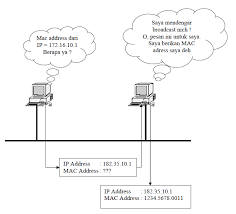 Mac address dari
IP = 172.16.10.1
Berapa ya ?
Saya mendengar
broadcast nich !
O, pesan ini untuk saya
Saya berikan MAC
adress saya deh
IP Address : 182.35.10.1
MAC Address : ???
IP Address : 182.35.10.1
MAC Address : 1234.5678.0011